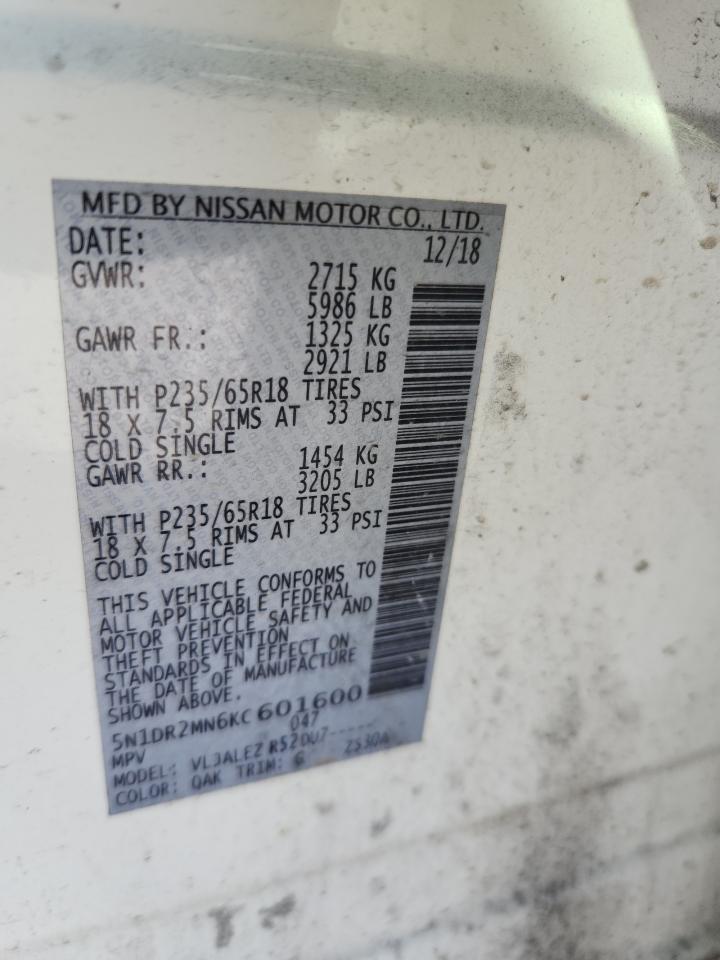 MFD BY NISSAN MOTOR CO., LTD.
DATE: 12/18
GVWR: 2715 KG
5986 LB
GAWR FR.: 1325 KG
2921 LB
WITH P235/65R18 TIRES
18 X 7.5 RIMS AT 33 PSI
COLD SINGLE
GAWR RR.: 1454 KG
3205 LB
WITH P235/65R18 TIRES
18 X 7.5 RIMS AT 33 PSI
COLD SINGLE
THIS VEHICLE CONFORMS TO
ALL APPLICABLE FEDERAL
MOTOR VEHICLE SAFETY AND
THEFT PREVENTION
STANDARDS IN EFFECT ON
THE DATE OF MANUFACTURE
SHOWN ABOVE.
5N1DR2MN6KC601600
MPV 047
MODEL:
COLOR: QAK TRIM: G